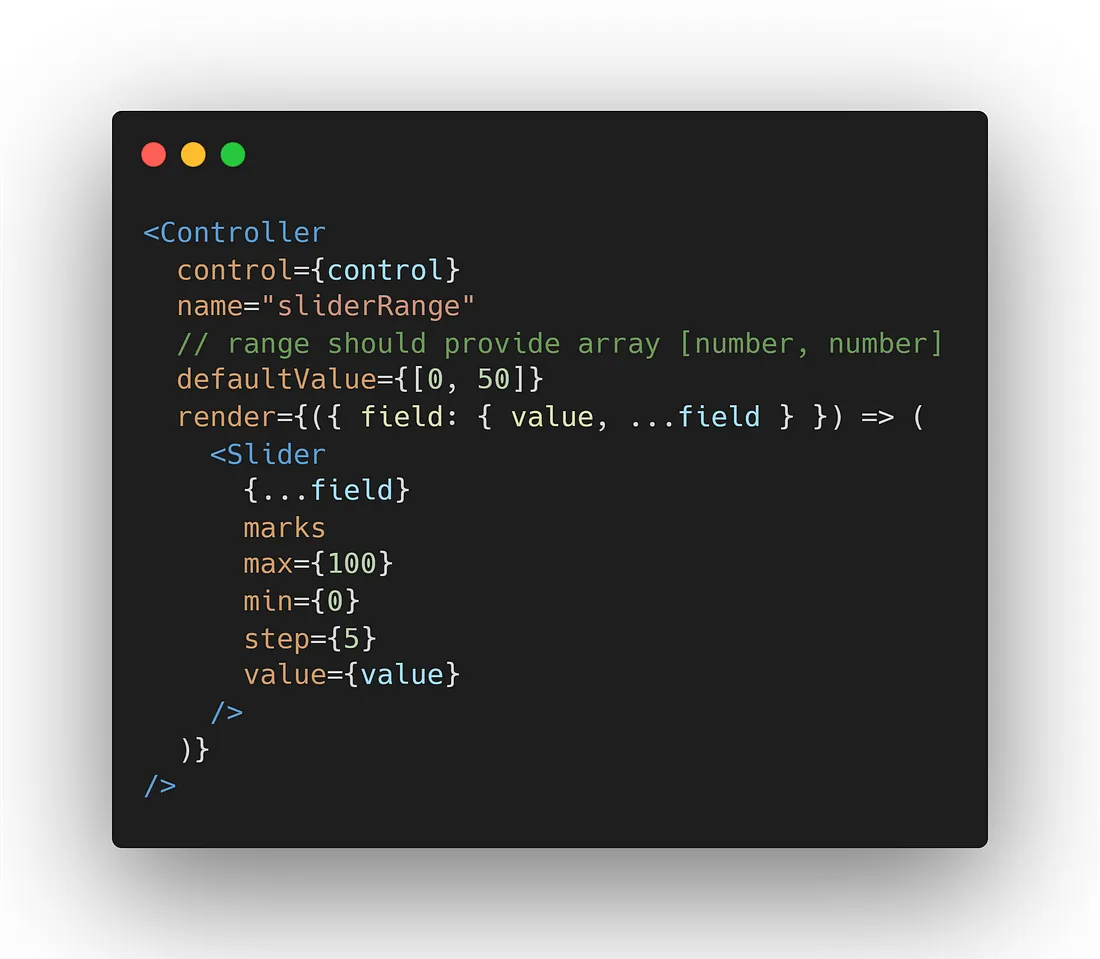 <Controller
  control={control}
  name="sliderRange"
  // range should provide array [number, number]
  defaultValue={[0, 50]}
  render={({ field: { value, ...field } }) => (
    <Slider
      {...field}
      marks
      max={100}
      min={0}
      step={5}
      value={value}
    />
  )}
/>